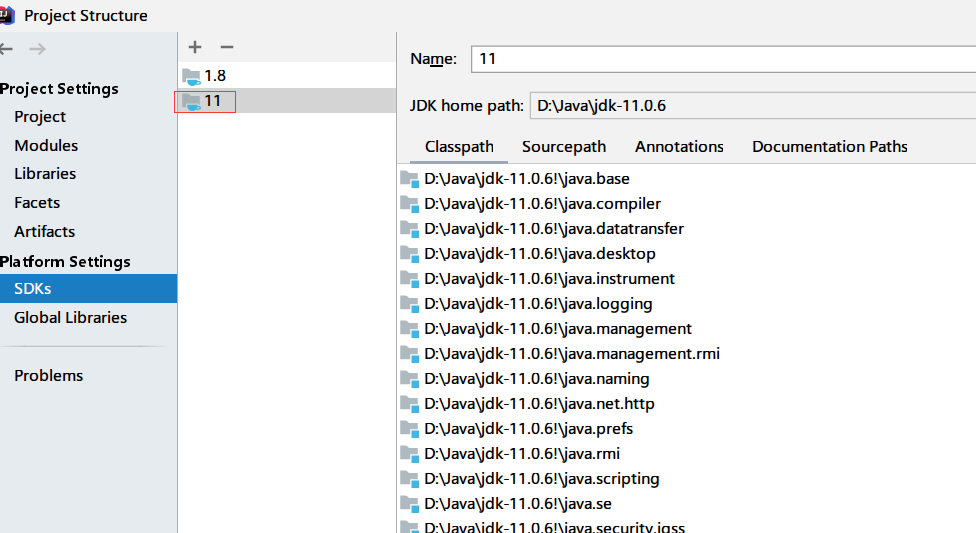 Project Structure
Project Settings
Project
Modules
Libraries
Facets
Artifacts
Platform Settings
SDKs
Global Libraries
Problems
1.8
11
Name: 11
JDK home path: D:\Java\jdk-11.0.6
Classpath Sourcepath Annotations Documentation Paths
D:\Java\jdk-11.0.6!\java.base
D:\Java\jdk-11.0.6!\java.compiler
D:\Java\jdk-11.0.6!\java.datatransfer
D:\Java\jdk-11.0.6!\java.desktop
D:\Java\jdk-11.0.6!\java.instrument
D:\Java\jdk-11.0.6!\java.logging
D:\Java\jdk-11.0.6!\java.management
D:\Java\jdk-11.0.6!\java.management.rmi
D:\Java\jdk-11.0.6!\java.naming
D:\Java\jdk-11.0.6!\java.net.http
D:\Java\jdk-11.0.6!\java.prefs
D:\Java\jdk-11.0.6!\java.rmi
D:\Java\jdk-11.0.6!\java.scripting
D:\Java\jdk-11.0.6!\java.se
D:\Java\jdk-11.0.6!\java.security.jgss